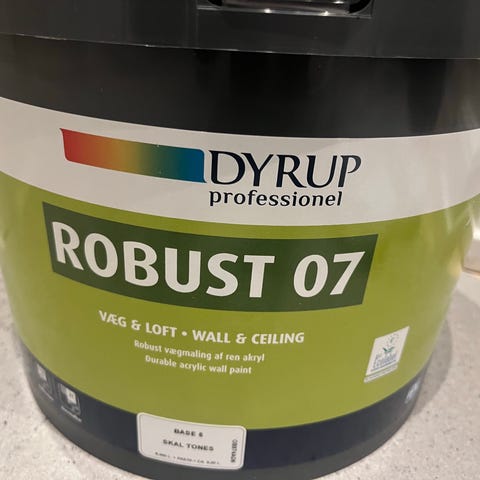 DYRUP
professionel
ROBUST 07
VÆG & LOFT • WALL & CEILING
Robust vægmaling af ren akryl
Durable acrylic wall paint
BASE 5
SKAL TONES